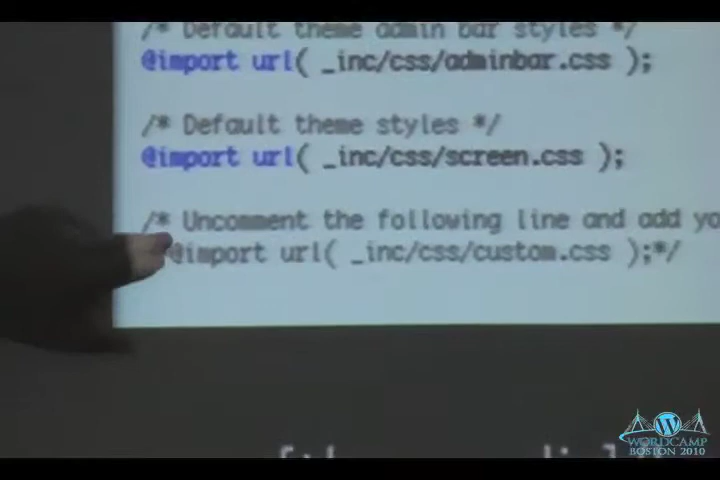 /* Default theme admin bar styles */
@import url( _inc/css/adminbar.css );
/* Default theme styles */
@import url( _inc/css/screen.css );
/* Uncomment the following line and add yo
@import url( _inc/css/custom.css );*/
WORDCAMP
BOSTON 2010